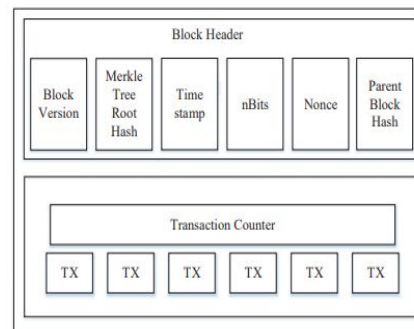 Block Header
Block
Version
Merkle
Tree
Root
Hash
Time
stamp
nBits
Nonce
Parent
Block
Hash
Transaction Counter
TX
TX
TX
TX
TX
TX